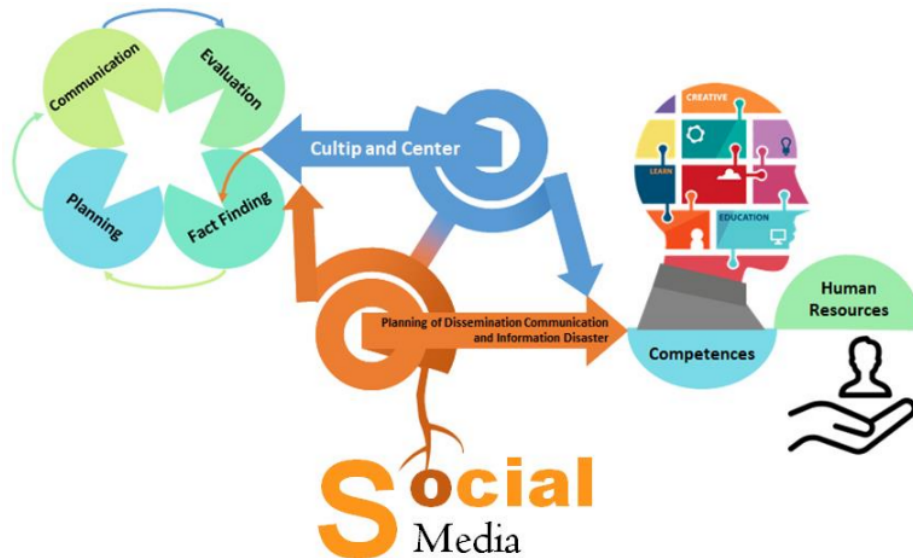 Communication
Evaluation
Planning
Fact Finding
Cultip and Center
Planning of Dissemination Communication
and Information Disaster
CREATIVE
LEARN
EDUCATION
Human
Resources
Competences
Social
Media